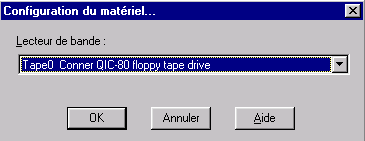 Configuration du matériel...
Lecteur de bande :
Tape0 Conner QIC-80 floppy tape drive
OK Annuler Aide